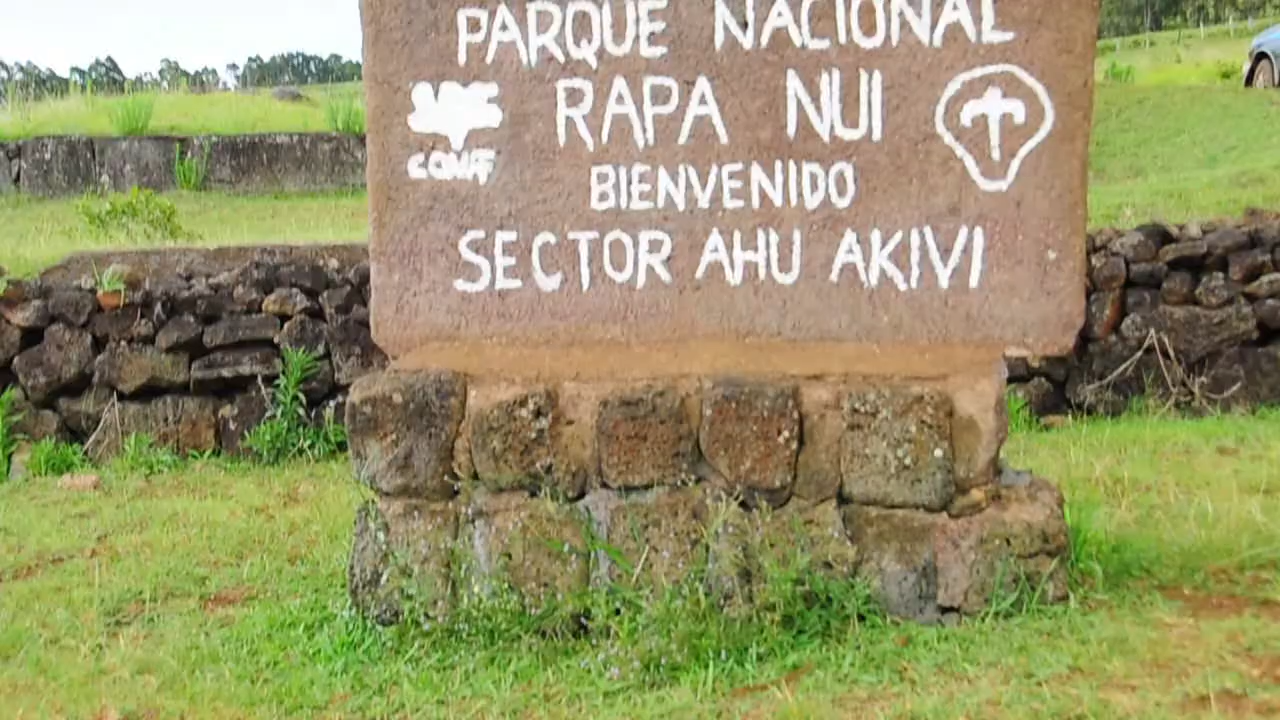 PARQUE NACIONAL
RAPA NUI
CONAF
BIENVENIDO
SECTOR AHU AKIVI